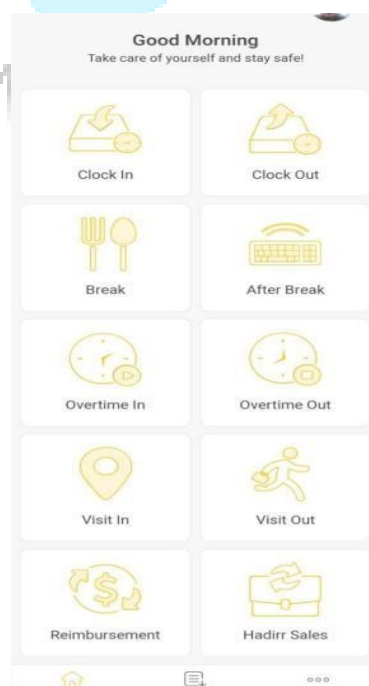 Good Morning
Take care of yourself and stay safe!
Clock In
Clock Out
Break
After Break
Overtime In
Overtime Out
Visit In
Visit Out
Reimbursement
Hadirr Sales